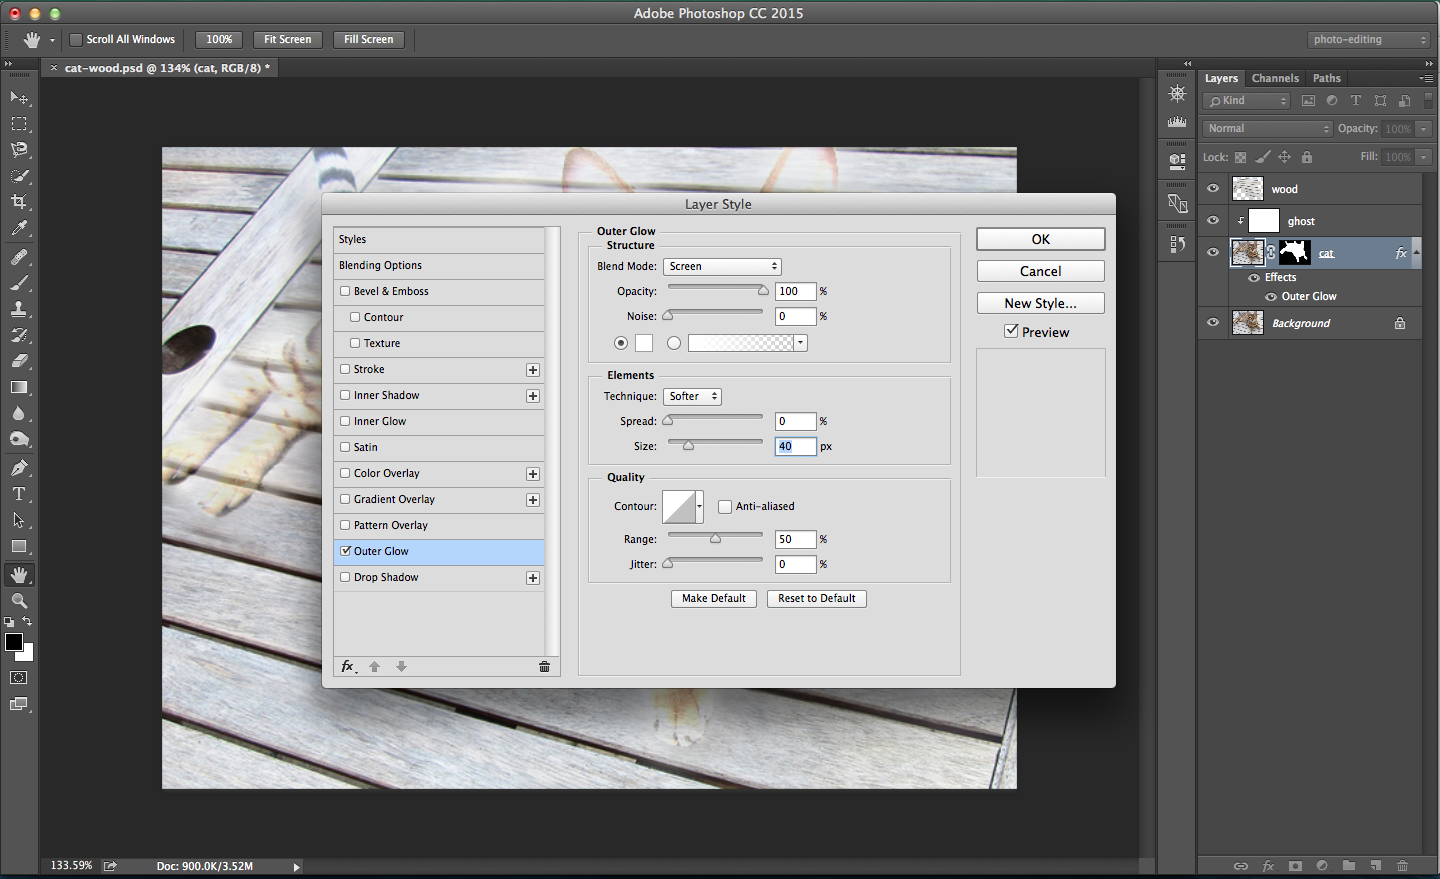 Adobe Photoshop CC 2015
Scroll All Windows
100%
Fit Screen
Fill Screen
photo-editing
× cat-wood.psd @ 134% (cat, RGB/8) *
Layer Style
Styles
Blending Options
Bevel & Emboss
Contour
Texture
Stroke
Inner Shadow
Inner Glow
Satin
Color Overlay
Gradient Overlay
Pattern Overlay
Outer Glow
Drop Shadow
fx
Outer Glow
Structure
Blend Mode: Screen
Opacity: 100 %
Noise: 0 %
Elements
Technique: Softer
Spread: 0 %
Size: 40 px
Quality
Contour: Anti-aliased
Range: 50 %
Jitter: 0 %
Make Default Reset to Default
OK
Cancel
New Style...
Preview
Layers Channels Paths
Kind
Normal Opacity: 100%
Lock: Fill: 100%
wood
ghost
cat fx
Effects
Outer Glow
Background
fx
133.59% Doc: 900.0K/3.52M